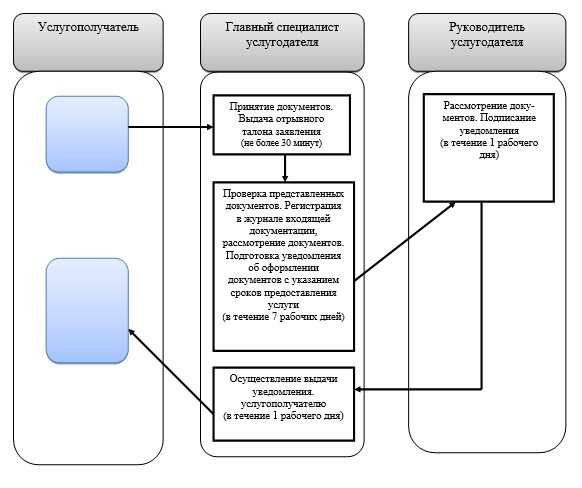 Услугополучатель
Главный специалист
услугодателя
Руководитель
услугодателя
Принятие документов.
Выдача отрывного
талона заявления
(не более 30 минут)
Рассмотрение доку-
ментов. Подписание
уведомления
(в течение 1 рабочего
дня)
Проверка представленных
документов. Регистрация
в журнале входящей
документации,
рассмотрение документов.
Подготовка уведомления
об оформлении
документов с указанием
сроков предоставления
услуги
(в течение 7 рабочих дней)
Осуществление выдачи
уведомления.
услугополучателю
(в течение 1 рабочего дня)